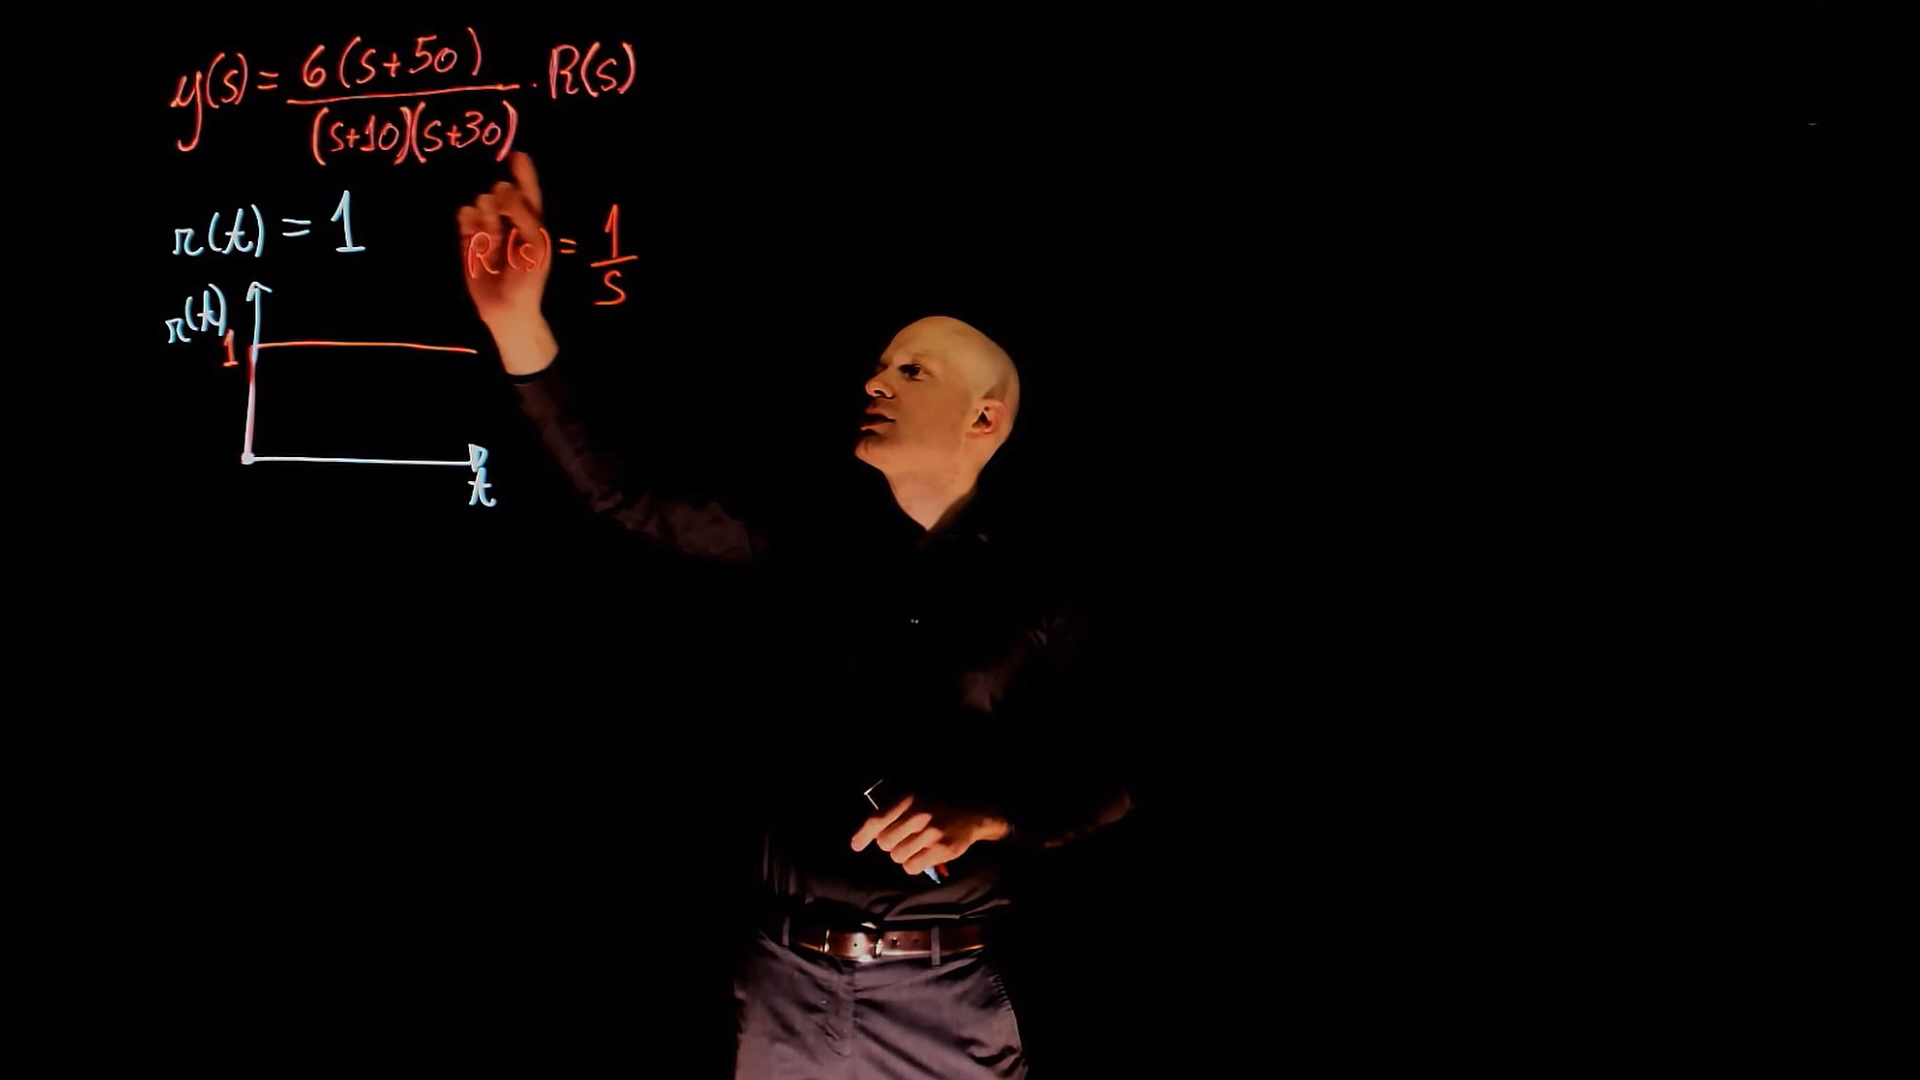 y(s) = 6(s+50) / (s+10)(s+30) · R(s)
r(t) = 1
R(s) = 1/s
r(t)
1
t